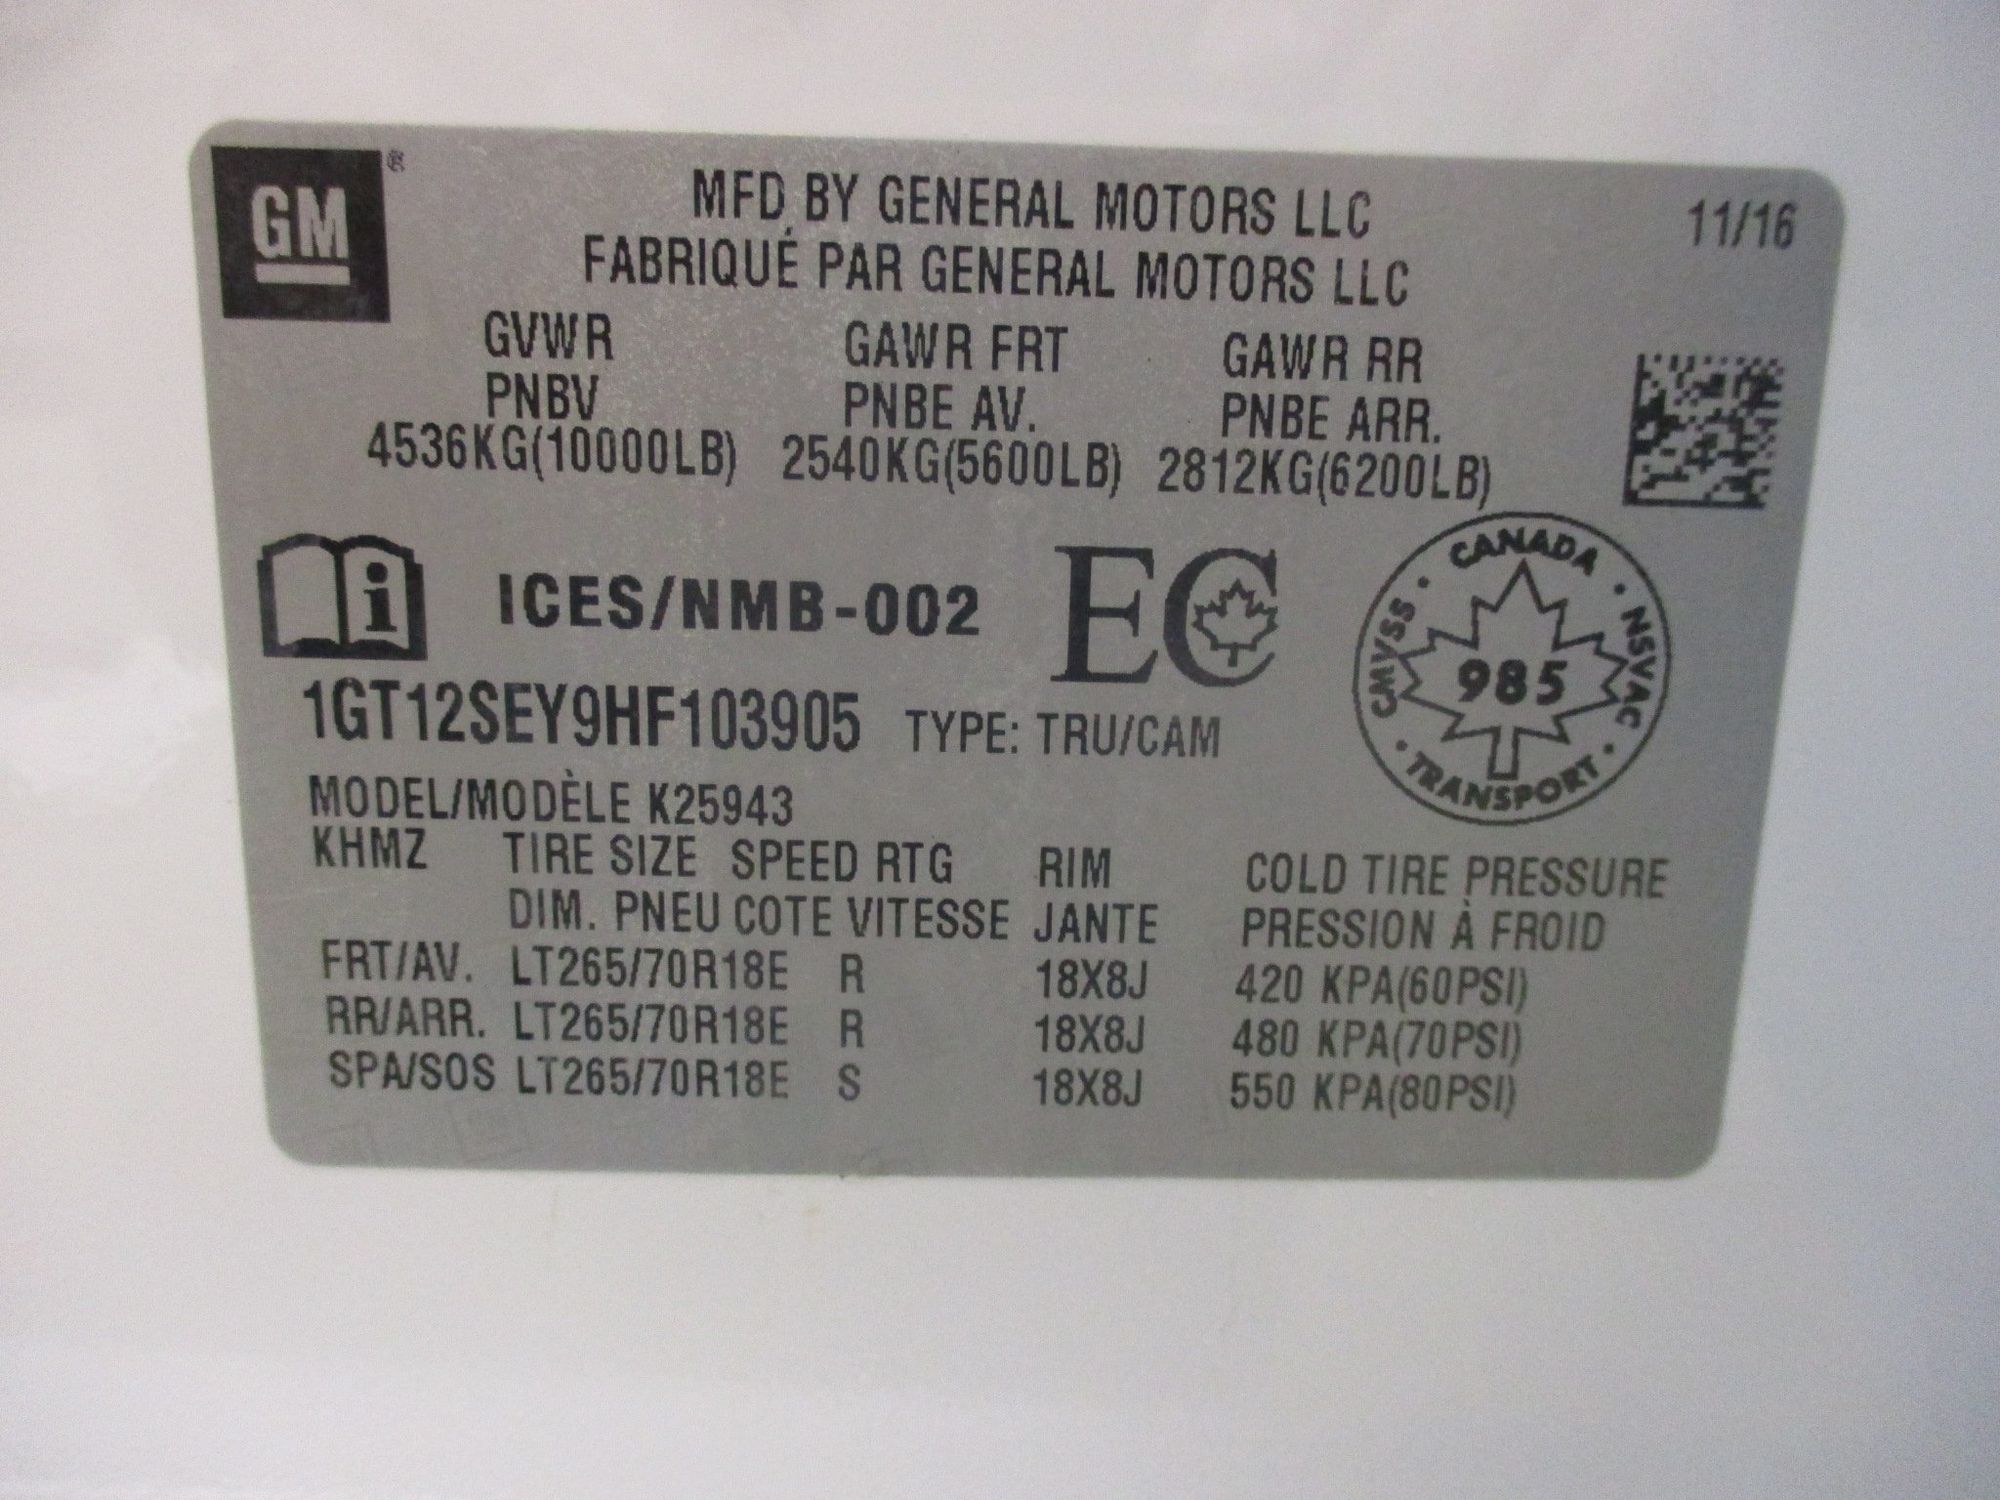 GM ®
MFD BY GENERAL MOTORS LLC 11/16
FABRIQUÉ PAR GENERAL MOTORS LLC
GVWR GAWR FRT GAWR RR
PNBV PNBE AV. PNBE ARR.
4536KG(10000LB) 2540KG(5600LB) 2812KG(6200LB)
i ICES/NMB-002 EC
CANADA · NSVAC · TRANSPORT · CMVSS ·
985
1GT12SEY9HF103905 TYPE: TRU/CAM
MODEL/MODÈLE K25943
KHMZ TIRE SIZE SPEED RTG RIM COLD TIRE PRESSURE
DIM. PNEU COTE VITESSE JANTE PRESSION À FROID
FRT/AV. LT265/70R18E R 18X8J 420 KPA(60PSI)
RR/ARR. LT265/70R18E R 18X8J 480 KPA(70PSI)
SPA/SOS LT265/70R18E S 18X8J 550 KPA(80PSI)